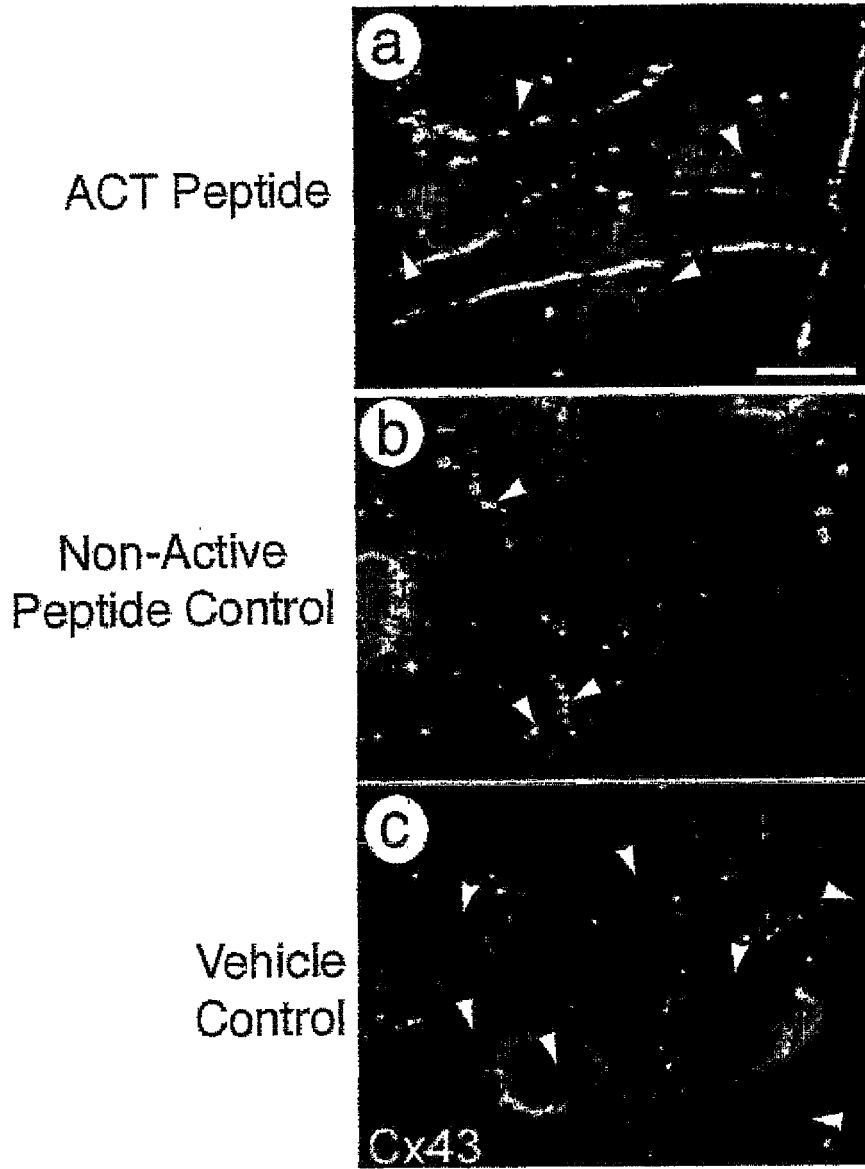 a
ACT Peptide
b
Non-Active
Peptide Control
c
Vehicle
Control
Cx43